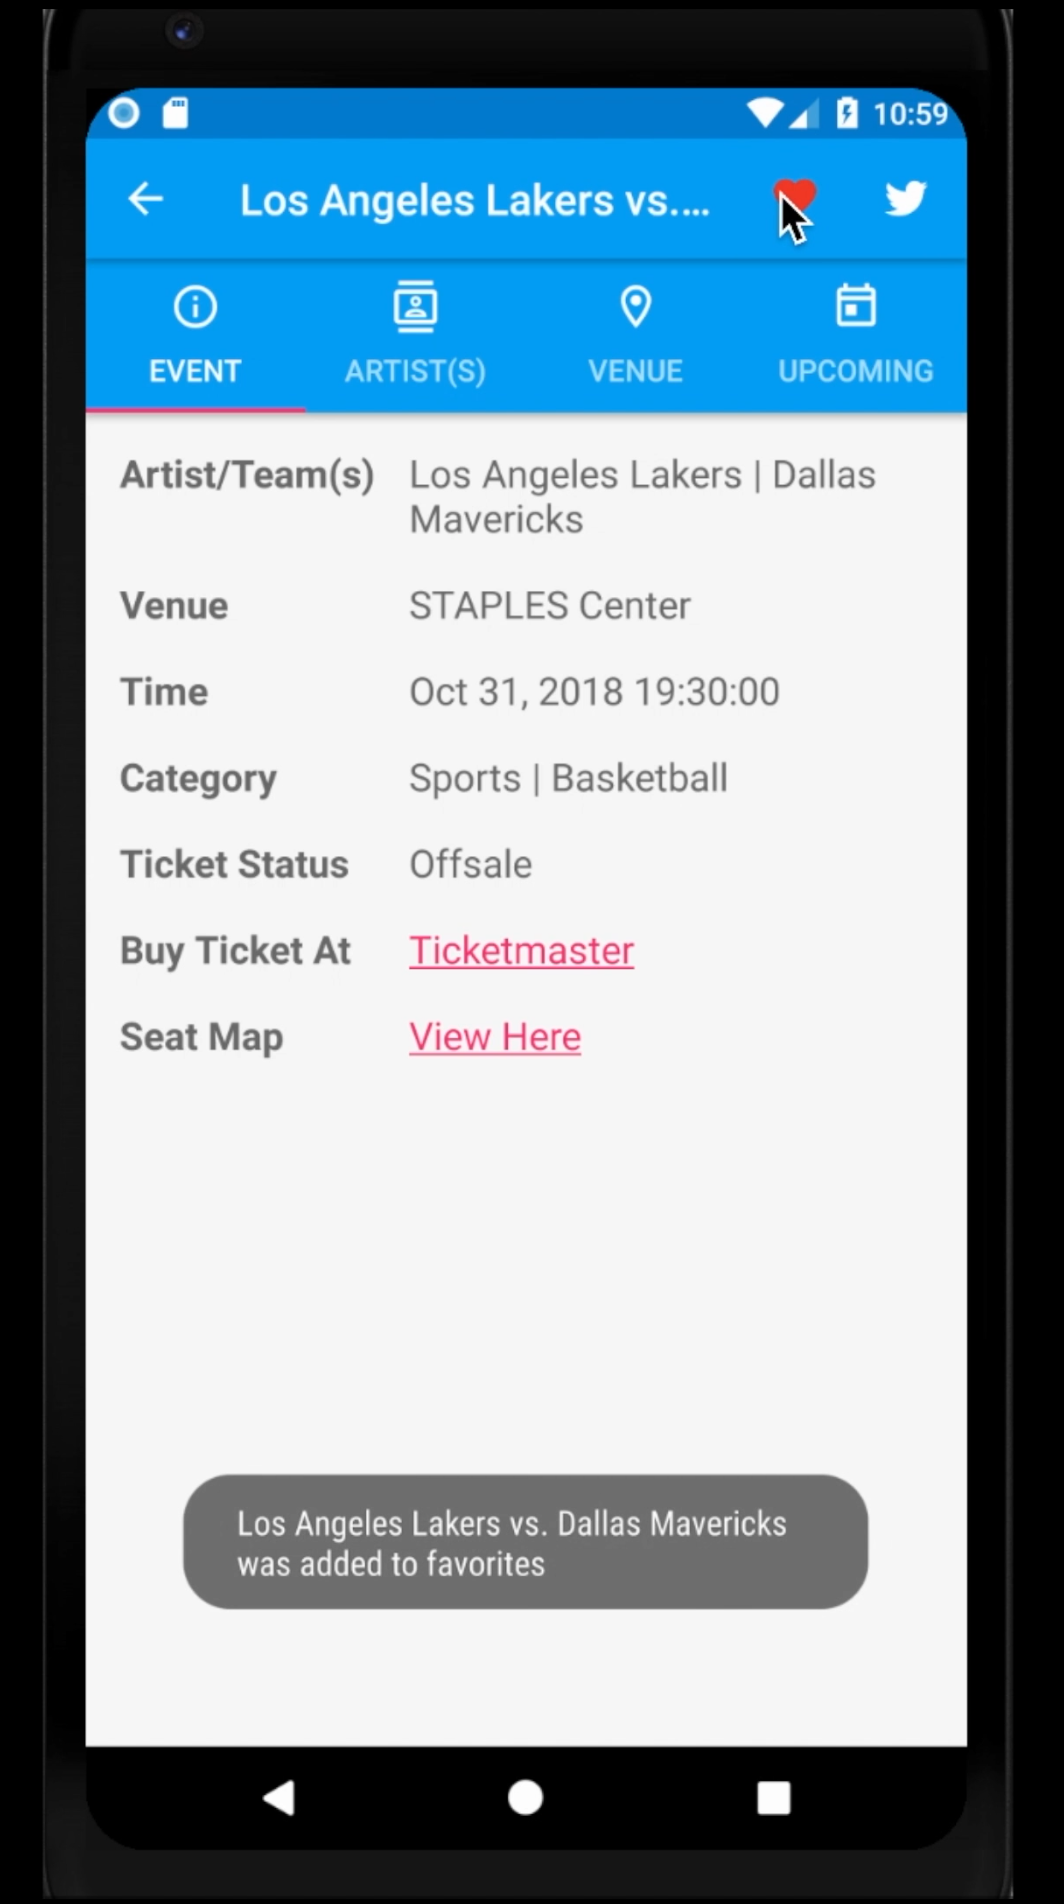 10:59
Los Angeles Lakers vs....
EVENT
ARTIST(S)
VENUE
UPCOMING
Artist/Team(s) Los Angeles Lakers | Dallas
Mavericks
Venue STAPLES Center
Time Oct 31, 2018 19:30:00
Category Sports | Basketball
Ticket Status Offsale
Buy Ticket At Ticketmaster
Seat Map View Here
Los Angeles Lakers vs. Dallas Mavericks
was added to favorites